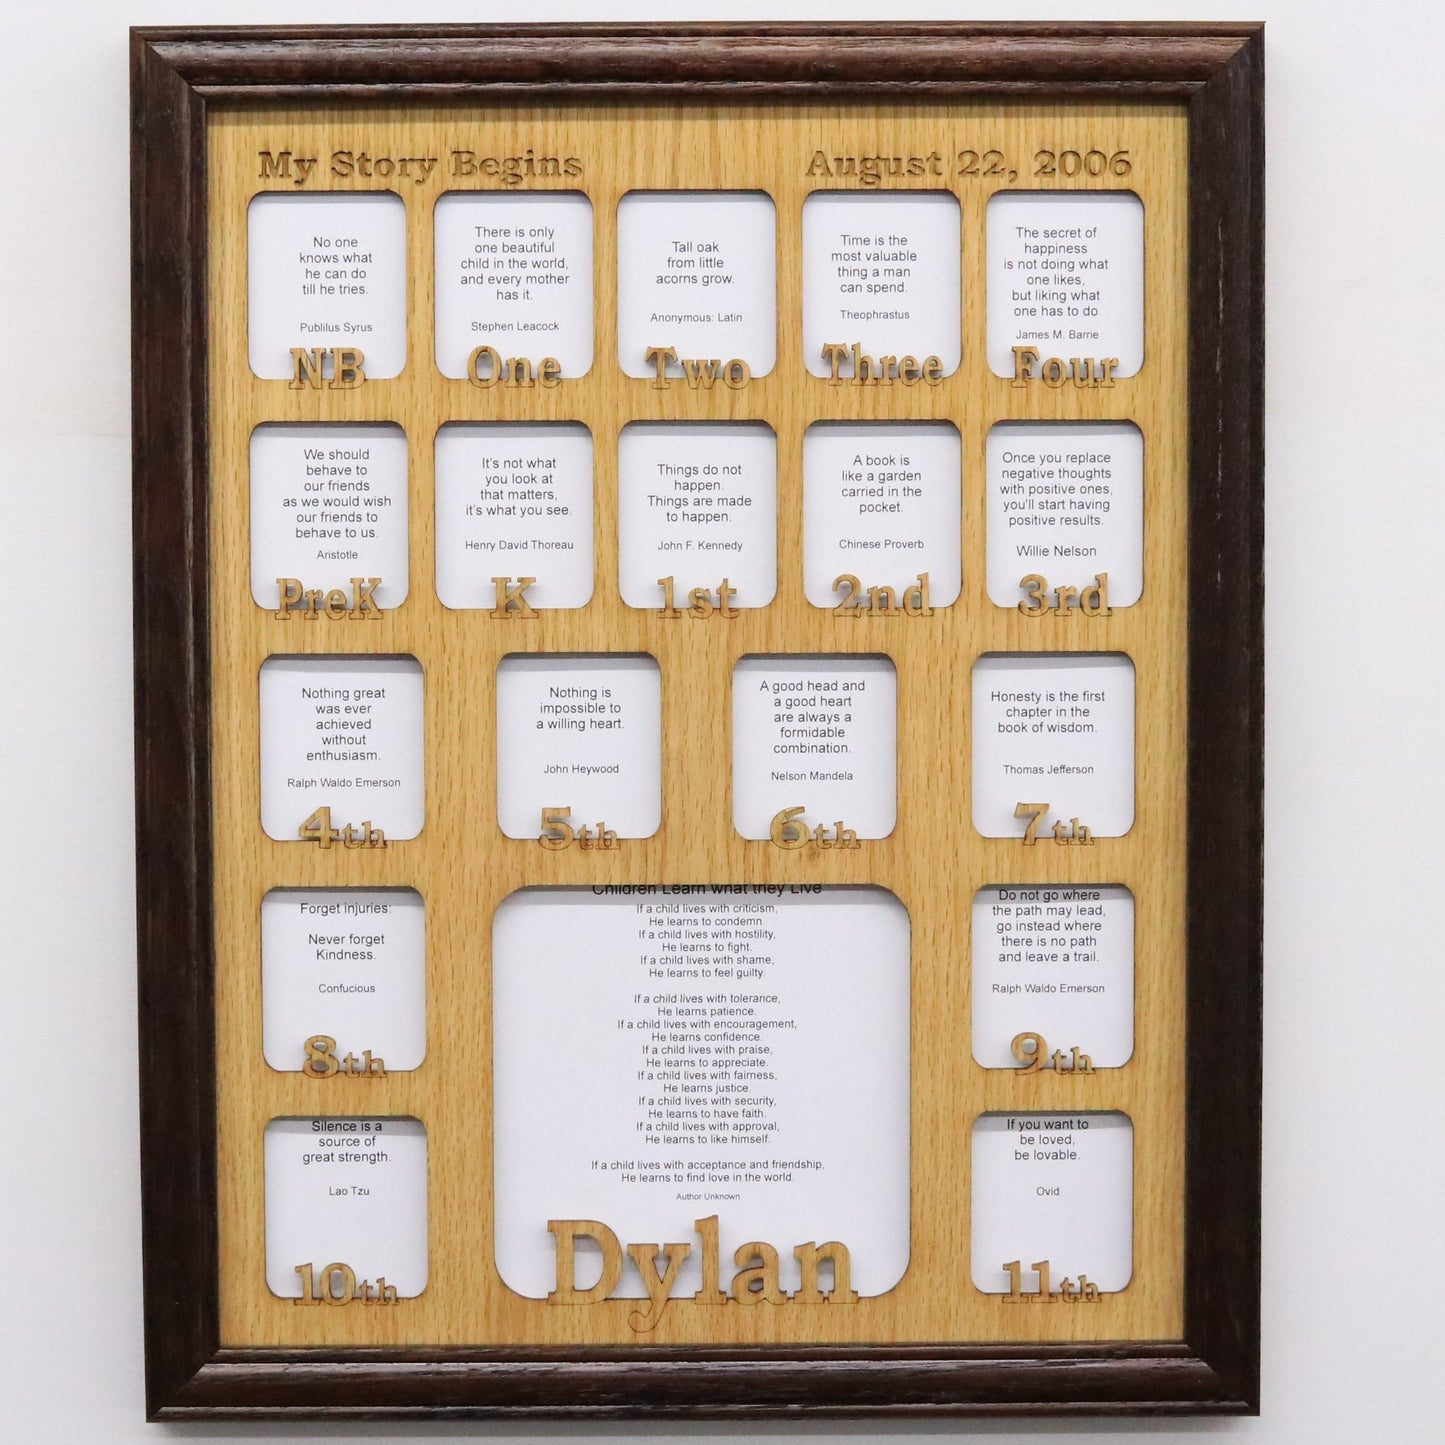 My Story Begins
August 22, 2006
No one
knows what
he can do
till he tries.
Publilus Syrus
NB
There is only
one beautiful
child in the world,
and every mother
has it.
Stephen Leacock
One
Tall oak
from little
acorns grow.
Anonymous: Latin
Two
Time is the
most valuable
thing a man
can spend.
Theophrastus
Three
The secret of
happiness
is not doing what
one likes,
but liking what
one has to do
James M. Barrie
Four
We should
behave to
our friends
as we would wish
our friends to
behave to us.
Aristotle
PreK
It's not what
you look at
that matters,
it's what you see.
Henry David Thoreau
K
Things do not
happen.
Things are made
to happen.
John F. Kennedy
1st
A book is
like a garden
carried in the
pocket.
Chinese Proverb
2nd
Once you replace
negative thoughts
with positive ones,
you'll start having
positive results.
Willie Nelson
3rd
Nothing great
was ever
achieved
without
enthusiasm.
Ralph Waldo Emerson
4th
Nothing is
impossible to
a willing heart.
John Heywood
5th
A good head and
a good heart
are always a
formidable
combination.
Nelson Mandela
6th
Honesty is the first
chapter in the
book of wisdom.
Thomas Jefferson
7th
Forget injuries:
Never forget
Kindness.
Confucious
8th
Children Learn what they Live
If a child lives with criticism,
He learns to condemn.
If a child lives with hostility,
He learns to fight.
If a child lives with shame,
He learns to feel guilty.
If a child lives with tolerance,
He learns patience.
If a child lives with encouragement,
He learns confidence.
If a child lives with praise,
He learns to appreciate.
If a child lives with fairness,
He learns justice.
If a child lives with security,
He learns to have faith.
If a child lives with approval,
He learns to like himself.
If a child lives with acceptance and friendship,
He learns to find love in the world.
Author Unknown
Dylan
Do not go where
the path may lead,
go instead where
there is no path
and leave a trail.
Ralph Waldo Emerson
9th
Silence is a
source of
great strength.
Lao Tzu
10th
If you want to
be loved,
be lovable.
Ovid
11th